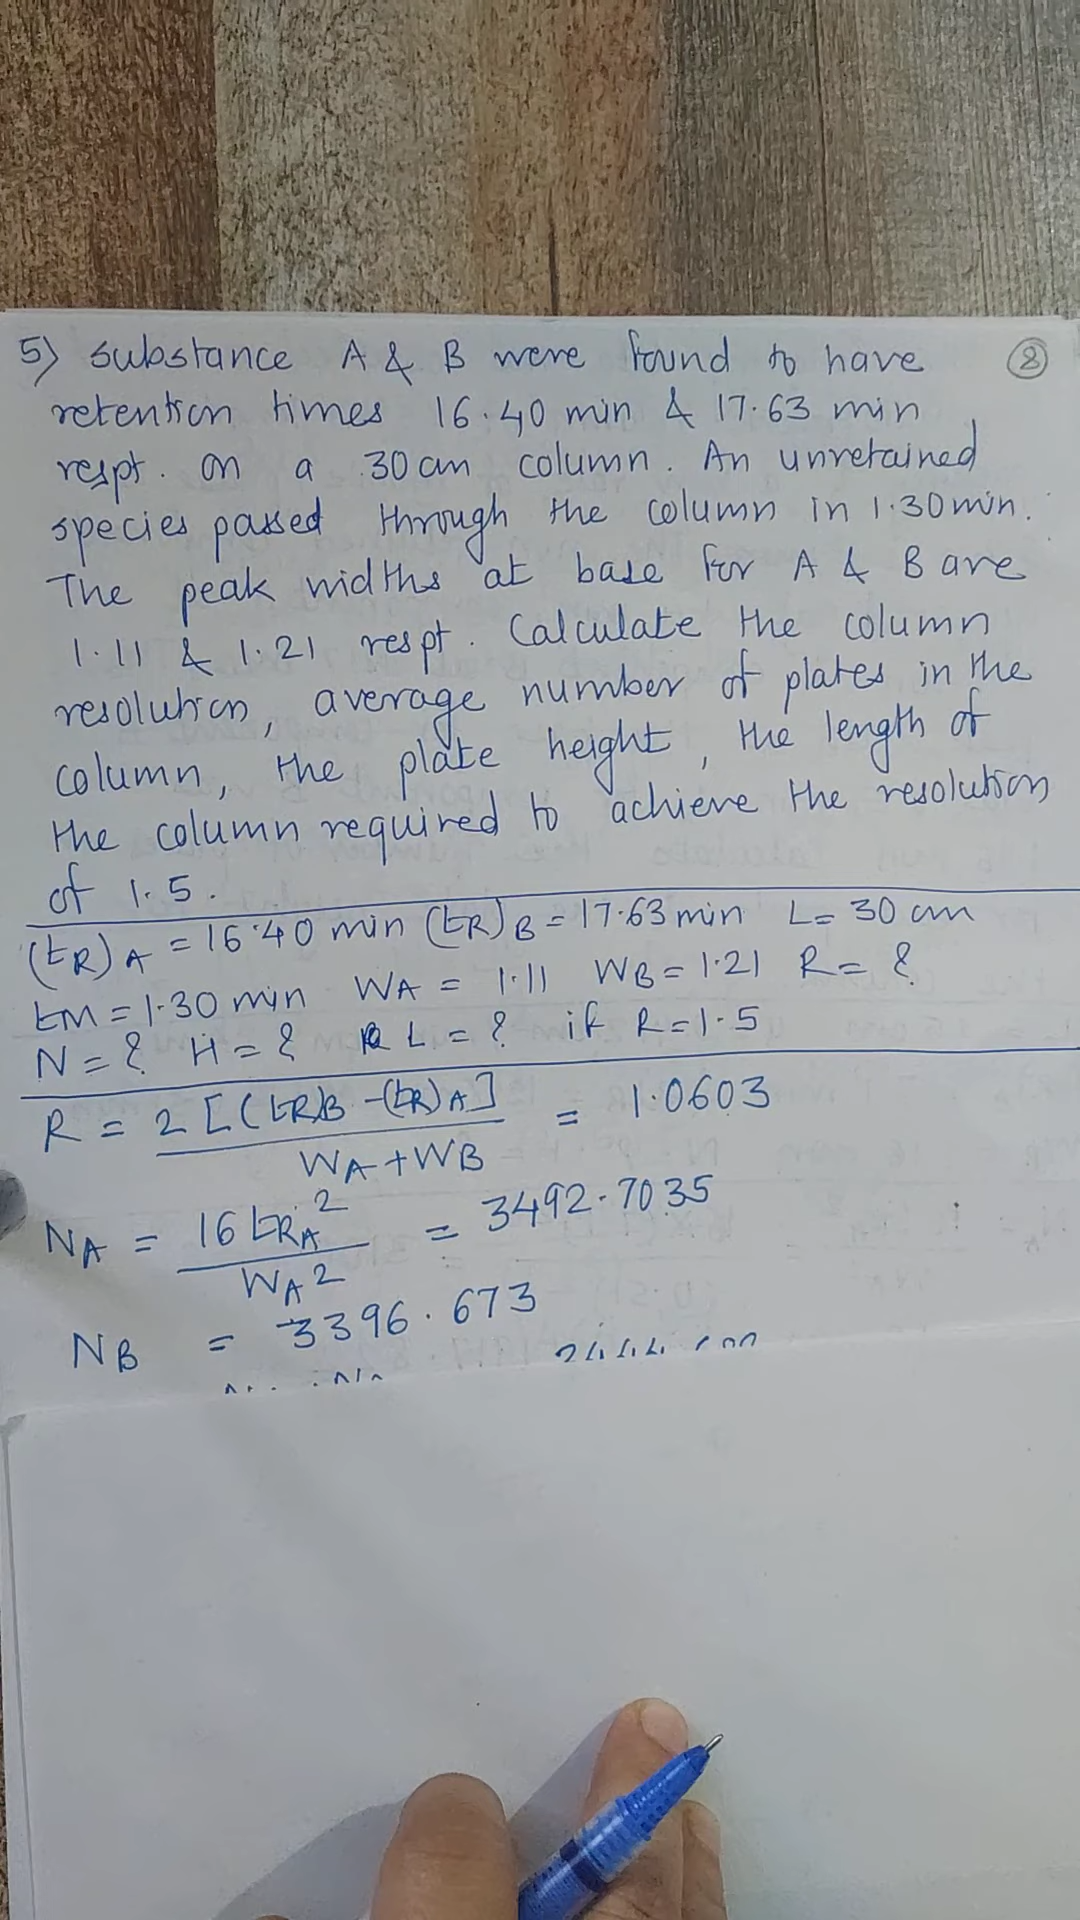 5) substance A & B were found to have
②
retention times 16.40 min & 17.63 min
respt. on a 30 cm column. An unretained
species passed through the column in 1.30 min.
The peak widths at base for A & B are
1.11 & 1.21 respt. Calculate the column
resolution, average number of plates in the
column, the plate height, the length of
the column required to achieve the resolution
of 1.5.
(tR)A = 16.40 min (tR)B = 17.63 min L = 30 cm
tM = 1.30 min WA = 1.11 WB = 1.21 R = ?
N = ? H = ? L = ? if R = 1.5
R = 2 [(tR)B - (tR)A] / WA + WB = 1.0603
NA = 16 tRA² / WA² = 3492.7035
NB = 3396.673